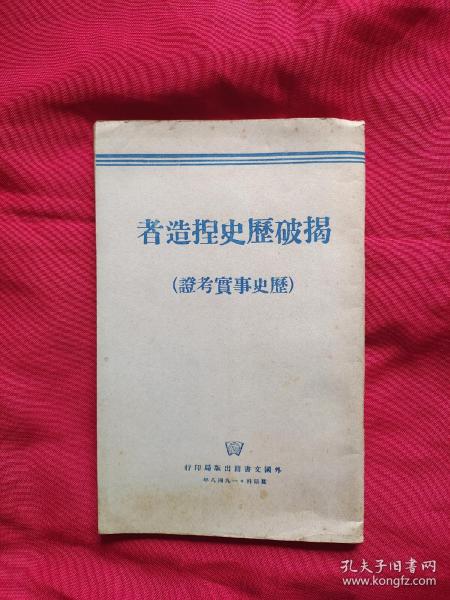 揭破歷史揑造者
(歷史事實考證)
外國文書籍出版局印行
莫斯科·一九四八年
孔夫子旧书网
www.kongfz.com